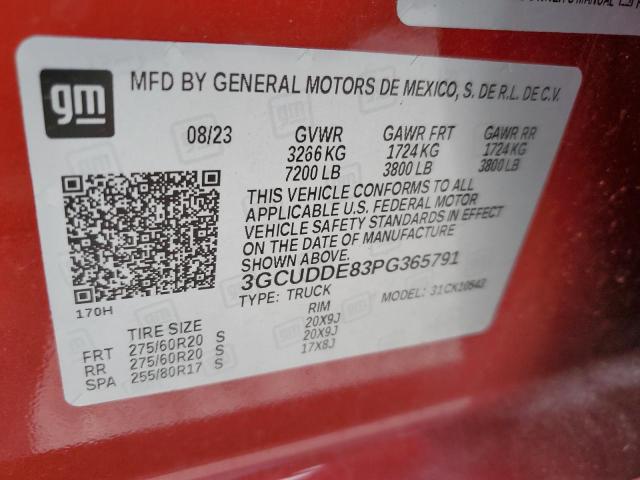 OWNER'S MANUAL
gm
MFD BY GENERAL MOTORS DE MEXICO, S. DE R.L. DE C.V.
08/23 GVWR GAWR FRT GAWR RR
3266 KG 1724 KG 1724 KG
7200 LB 3800 LB 3800 LB
THIS VEHICLE CONFORMS TO ALL
APPLICABLE U.S. FEDERAL MOTOR
VEHICLE SAFETY STANDARDS IN EFFECT
ON THE DATE OF MANUFACTURE
SHOWN ABOVE.
3GCUDDE83PG365791
TYPE: TRUCK MODEL: 31CK10543
170H
TIRE SIZE RIM
FRT 275/60R20 S 20X9J
RR 275/60R20 S 20X9J
SPA 255/80R17 S 17X8J